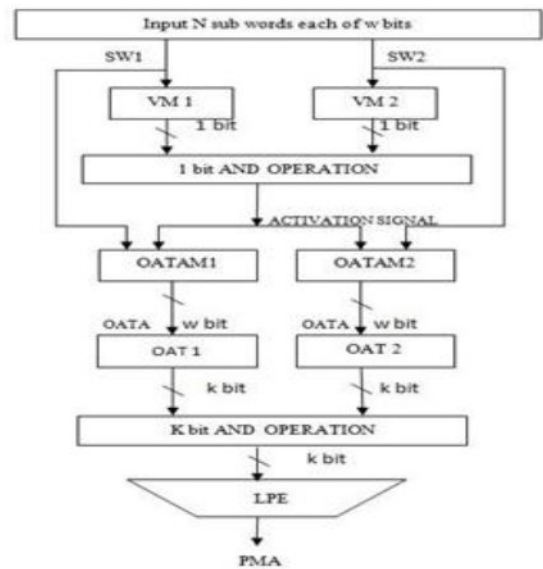 Input N sub words each of w bits
SW1
SW2
VM 1
VM 2
1 bit
1 bit
1 bit AND OPERATION
ACTIVATION SIGNAL
OATAM1
OATAM2
OATA
w bit
OATA
w bit
OAT 1
OAT 2
k bit
k bit
K bit AND OPERATION
k bit
LPE
PMA